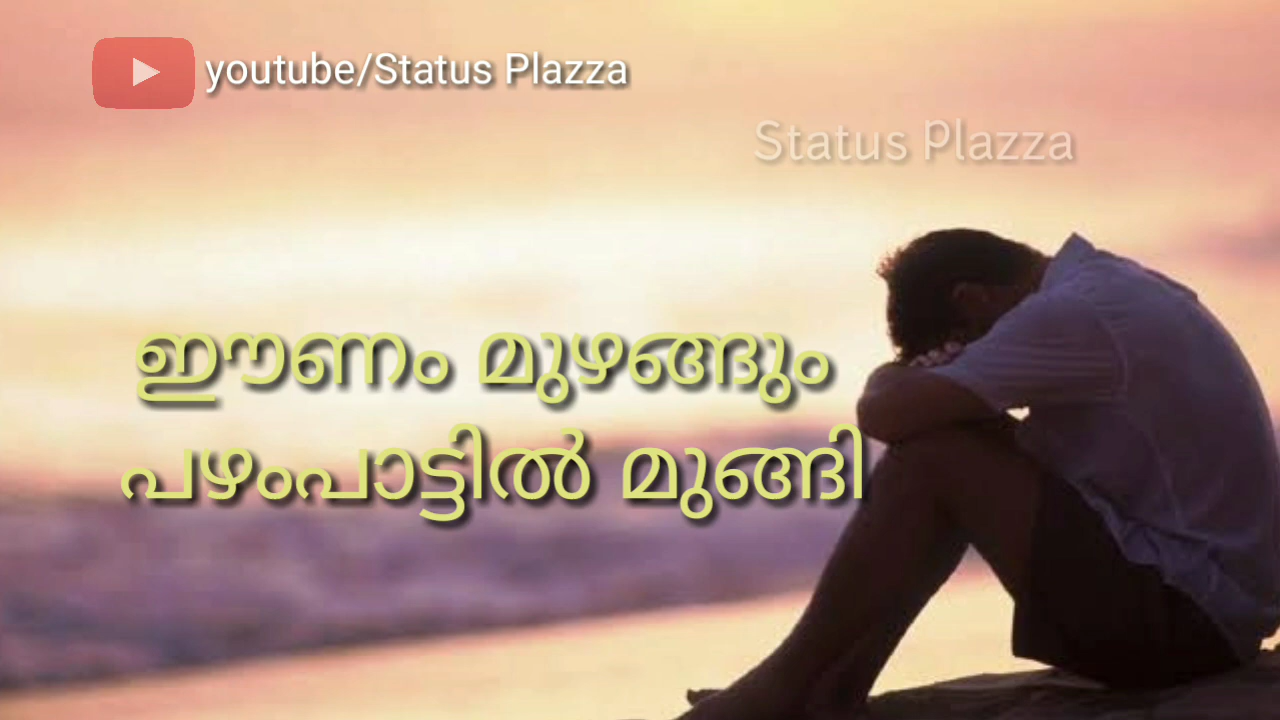 youtube/Status Plazza
Status Plazza
ഈണം മുഴങ്ങും
പഴംപാട്ടിൽ മുങ്ങി